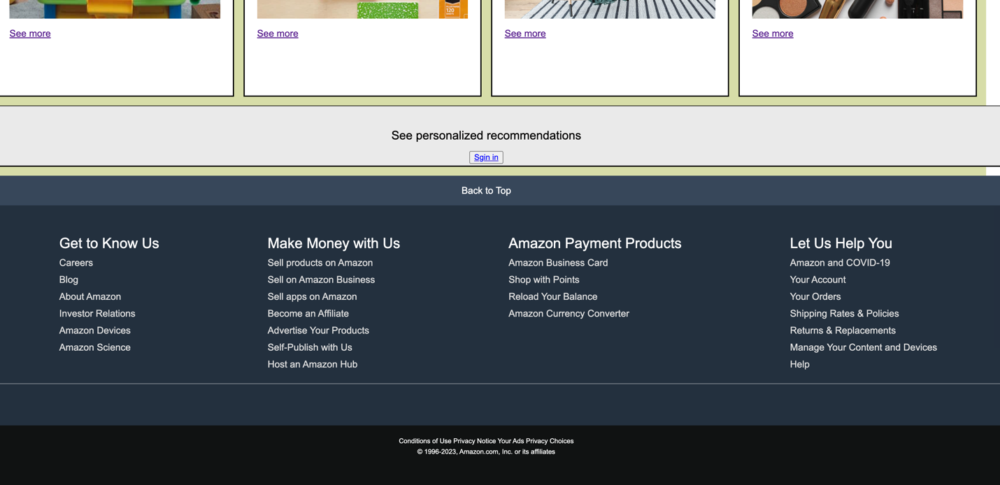 120
See more
See more
See more
See more
See personalized recommendations
Sgin in
Back to Top
Get to Know Us
Careers
Blog
About Amazon
Investor Relations
Amazon Devices
Amazon Science
Make Money with Us
Sell products on Amazon
Sell on Amazon Business
Sell apps on Amazon
Become an Affiliate
Advertise Your Products
Self-Publish with Us
Host an Amazon Hub
Amazon Payment Products
Amazon Business Card
Shop with Points
Reload Your Balance
Amazon Currency Converter
Let Us Help You
Amazon and COVID-19
Your Account
Your Orders
Shipping Rates & Policies
Returns & Replacements
Manage Your Content and Devices
Help
Conditions of Use Privacy Notice Your Ads Privacy Choices
© 1996-2023, Amazon.com, Inc. or its affiliates